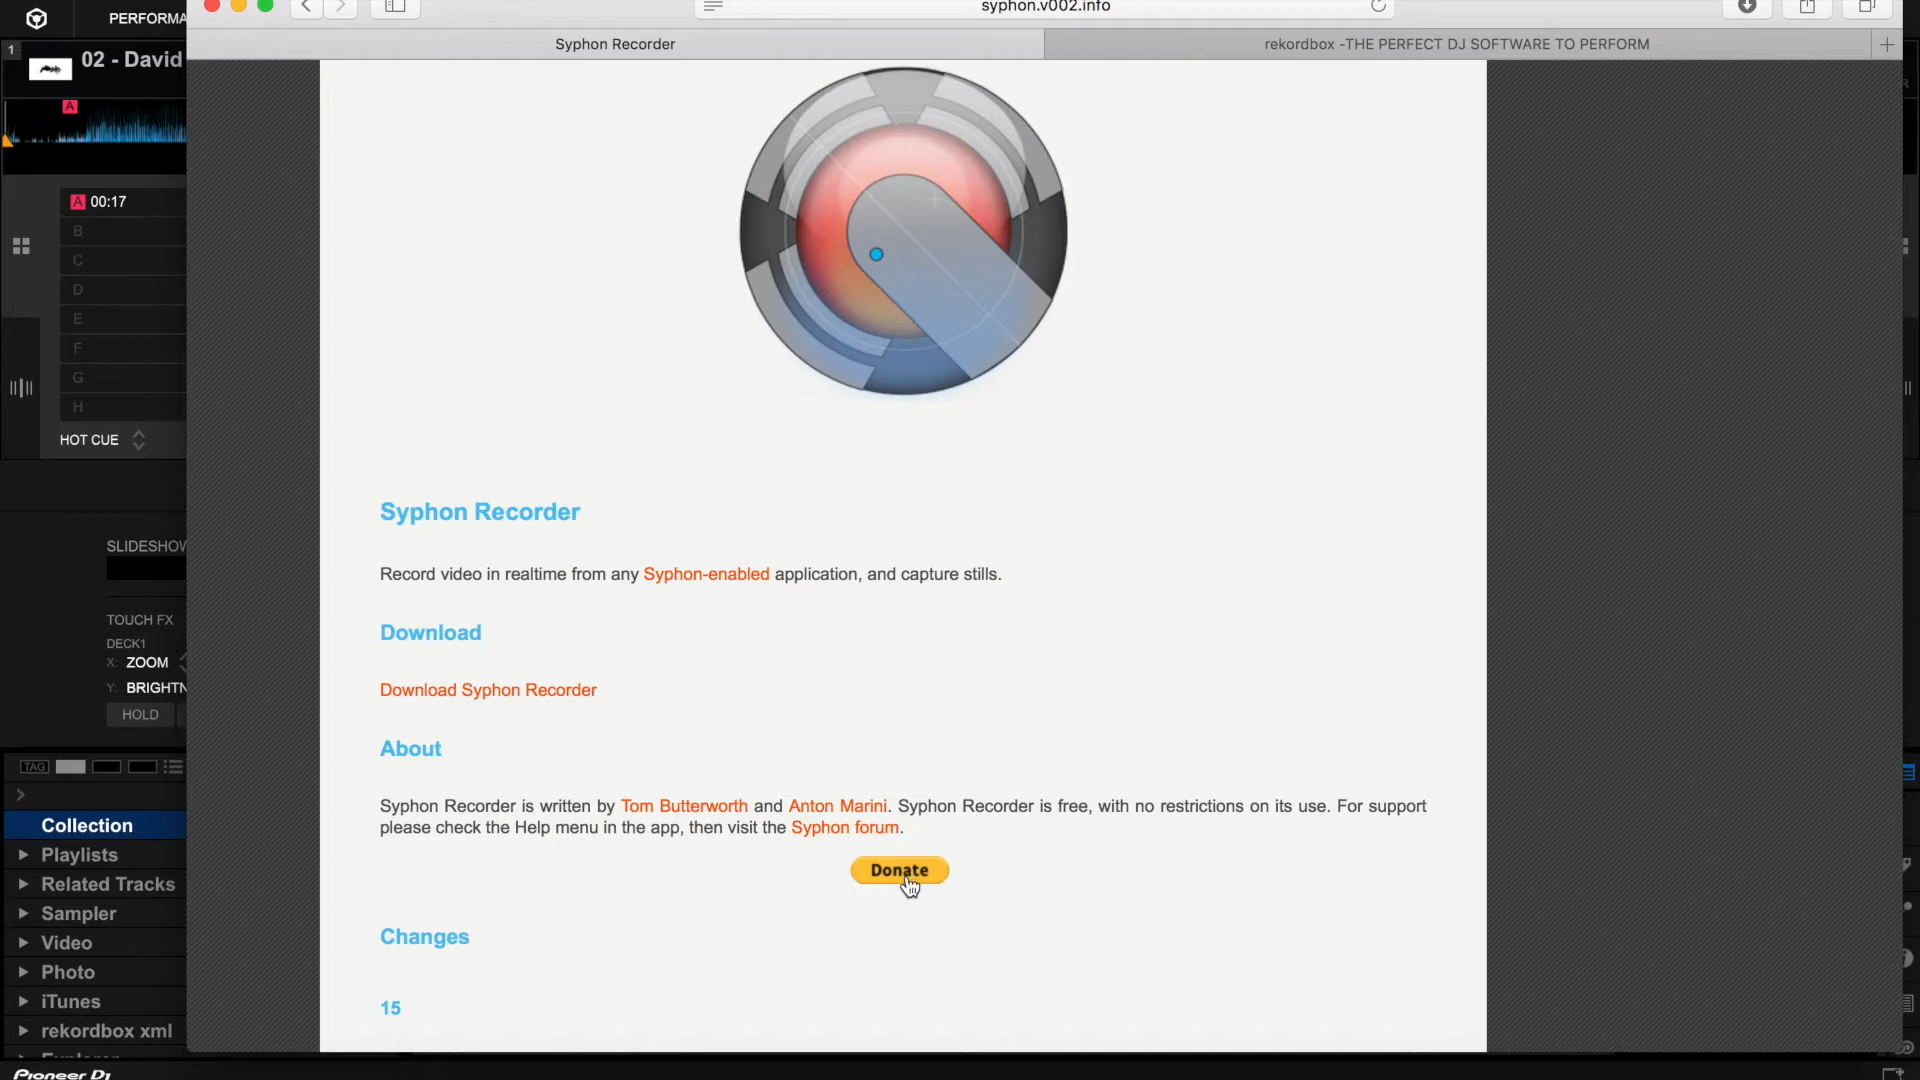 PERFORMA
syphon.v002.info
Syphon Recorder
rekordbox -THE PERFECT DJ SOFTWARE TO PERFORM
1
02 - David
A
A 00:17
B
C
D
E
F
G
H
HOT CUE
Syphon Recorder
SLIDESHOW
Record video in realtime from any Syphon-enabled application, and capture stills.
TOUCH FX
Download
DECK1
X: ZOOM
Y: BRIGHTN
Download Syphon Recorder
HOLD
About
TAG
Syphon Recorder is written by Tom Butterworth and Anton Marini. Syphon Recorder is free, with no restrictions on its use. For support
please check the Help menu in the app, then visit the Syphon forum.
Donate
Changes
15
Collection
Playlists
Related Tracks
Sampler
Video
Photo
iTunes
rekordbox xml
Pioneer DJ